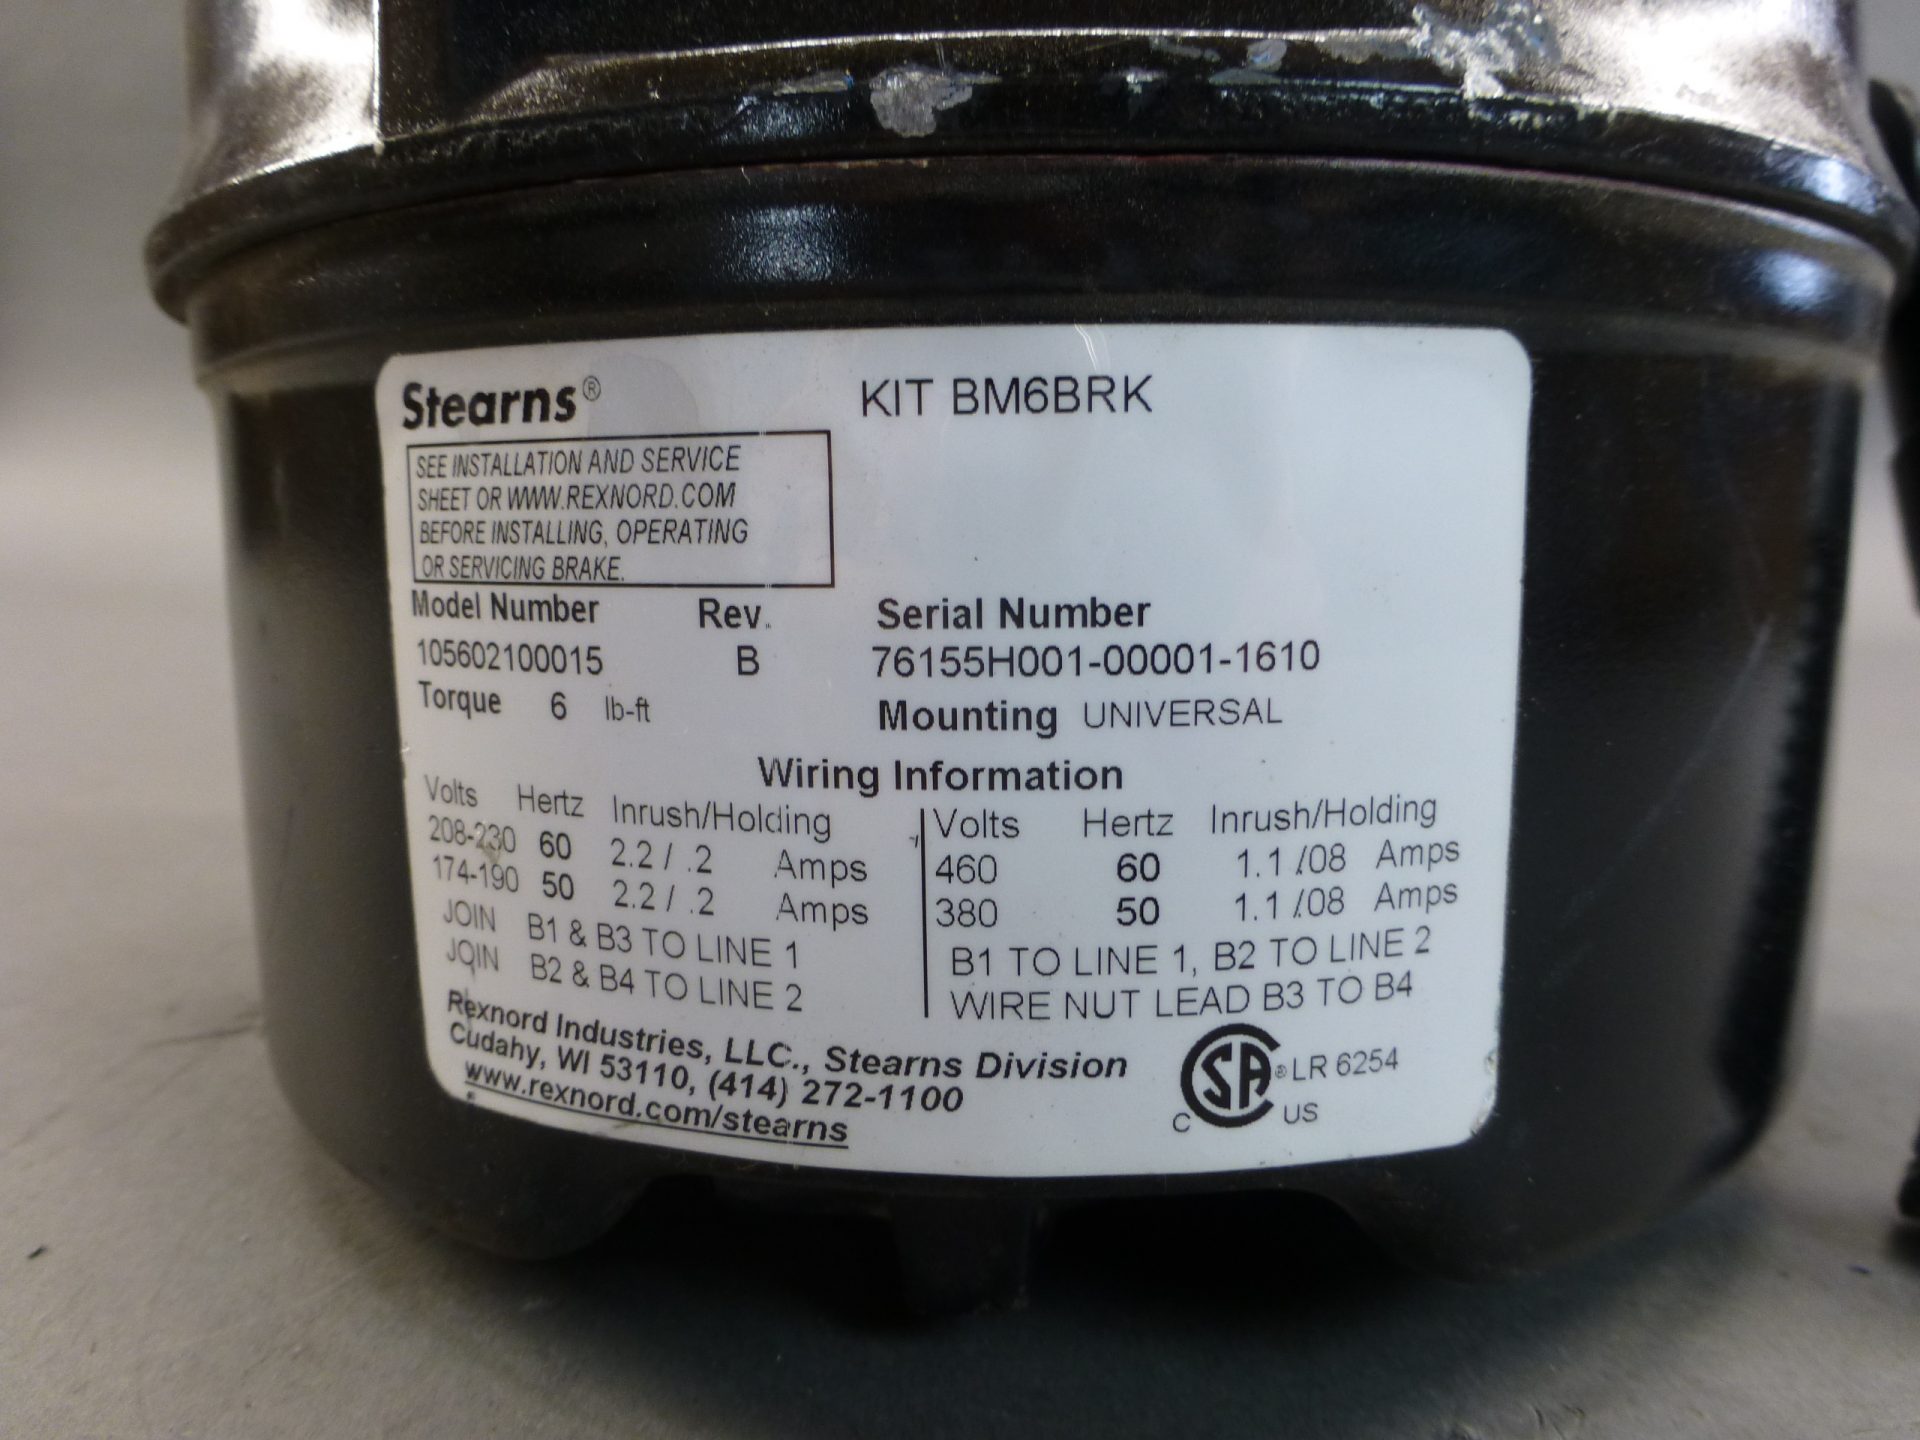 Stearns® KIT BM6BRK
SEE INSTALLATION AND SERVICE
SHEET OR WWW.REXNORD.COM
BEFORE INSTALLING, OPERATING
OR SERVICING BRAKE.
Model Number Rev. Serial Number
105602100015 B 76155H001-00001-1610
Torque 6 lb-ft Mounting UNIVERSAL
Wiring Information
Volts Hertz Inrush/Holding
208-230 60 2.2 / .2 Amps
174-190 50 2.2 / .2 Amps
JOIN B1 & B3 TO LINE 1
JOIN B2 & B4 TO LINE 2
Volts Hertz Inrush/Holding
460 60 1.1 /.08 Amps
380 50 1.1 /.08 Amps
B1 TO LINE 1, B2 TO LINE 2
WIRE NUT LEAD B3 TO B4
Rexnord Industries, LLC., Stearns Division
Cudahy, WI 53110, (414) 272-1100
www.rexnord.com/stearns
C SA ® LR 6254
C US